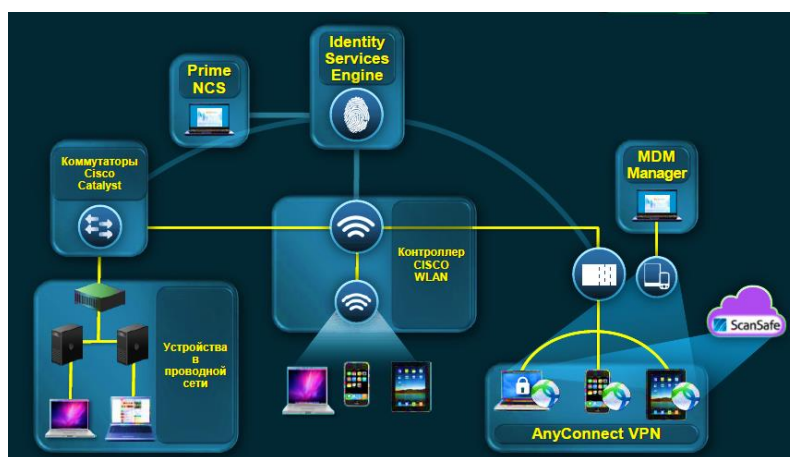 Identity
Services
Engine
Prime
NCS
MDM
Manager
Коммутаторы
Cisco
Catalyst
Контроллер
CISCO
WLAN
ScanSafe
Устройства
в
проводной
сети
AnyConnect VPN